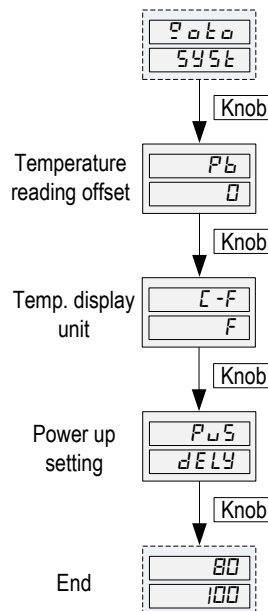 goto
SYSt
Knob
Temperature
reading offset
Pb
0
Knob
Temp. display
unit
C-F
F
Knob
Power up
setting
PuS
dELY
Knob
End
80
100